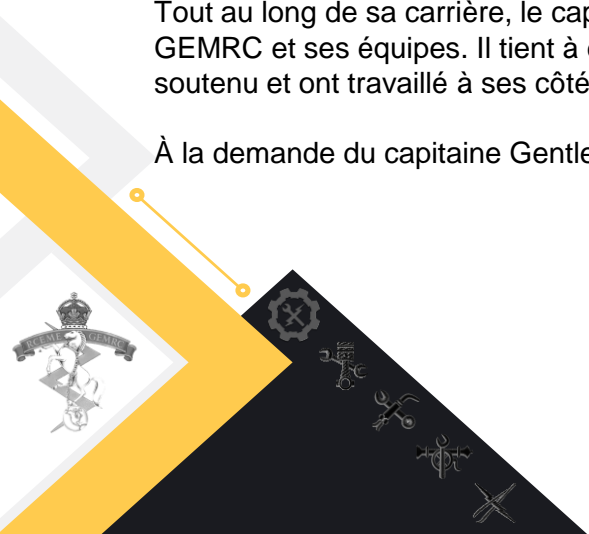 Tout au long de sa carrière, le cap
GEMRC et ses équipes. Il tient à
soutenu et ont travaillé à ses côté
À la demande du capitaine Gentle
RCEME GEMRC